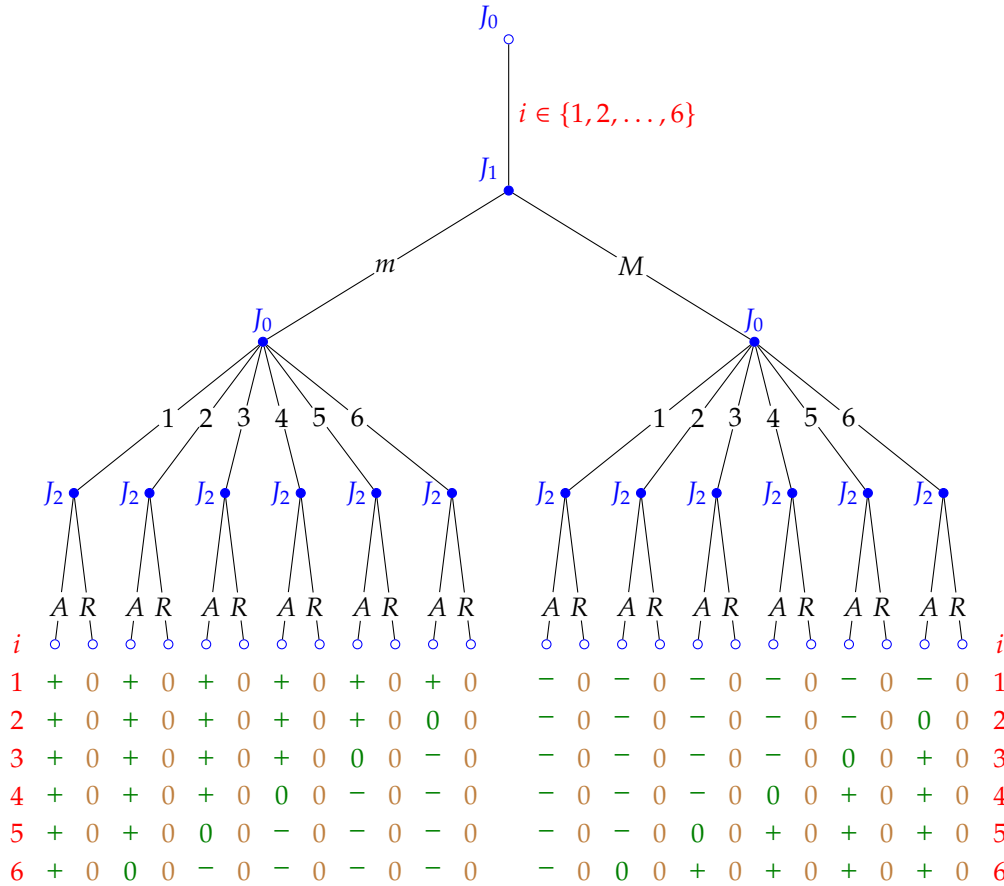 J₀
i ∈ {1, 2, . . . , 6}
J₁
m M
J₀ J₀
1 2 3 4 5 6 1 2 3 4 5 6
J₂ J₂ J₂ J₂ J₂ J₂ J₂ J₂ J₂ J₂ J₂ J₂
A R A R A R A R A R A R A R A R A R A R A R A R
i i
1 + 0 + 0 + 0 + 0 + 0 + 0 − 0 − 0 − 0 − 0 − 0 − 0 1
2 + 0 + 0 + 0 + 0 + 0 0 0 − 0 − 0 − 0 − 0 − 0 0 0 2
3 + 0 + 0 + 0 + 0 0 0 − 0 − 0 − 0 − 0 − 0 0 0 + 0 3
4 + 0 + 0 + 0 0 0 − 0 − 0 − 0 − 0 − 0 0 0 + 0 + 0 4
5 + 0 + 0 0 0 − 0 − 0 − 0 − 0 − 0 0 0 + 0 + 0 + 0 5
6 + 0 0 0 − 0 − 0 − 0 − 0 − 0 0 0 + 0 + 0 + 0 + 0 6